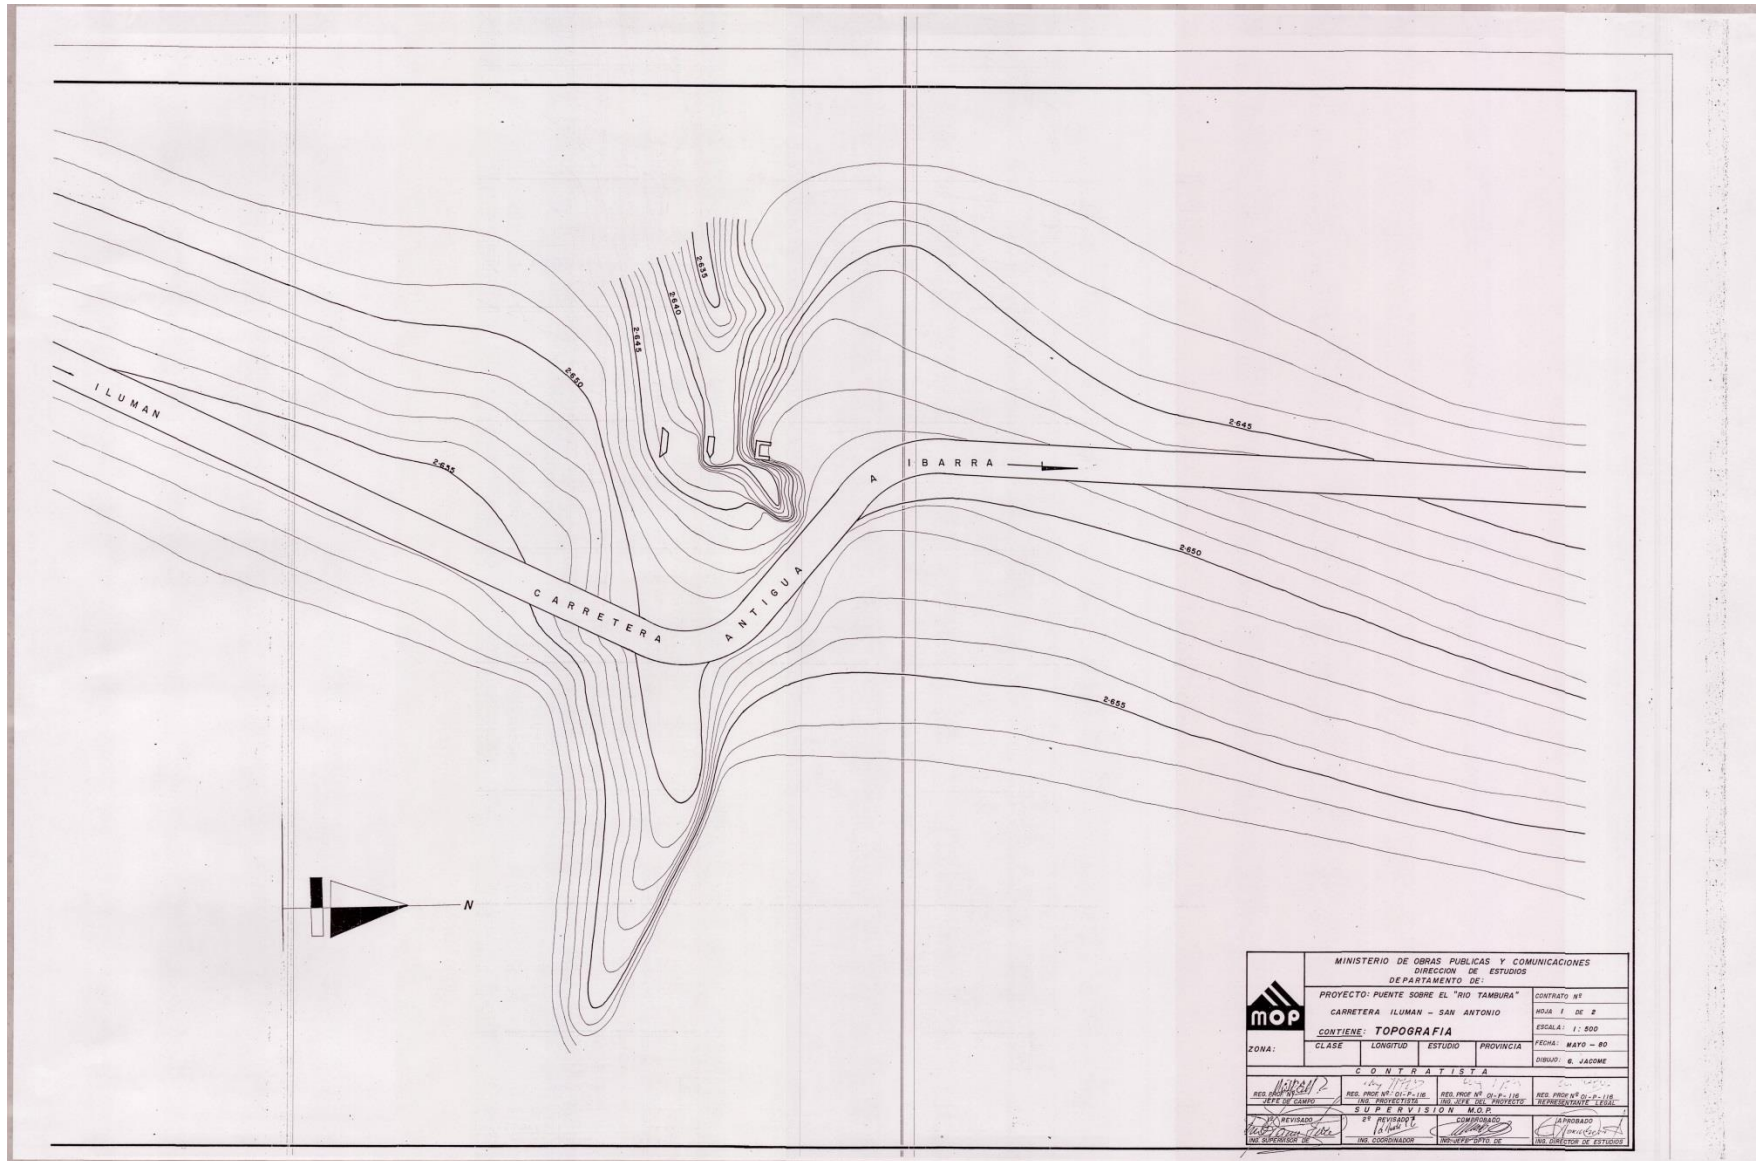 2-635
2-640
2-645
2-650
2-655
ILUMAN
CARRETERA ANTIGUA A IBARRA
2-645
2-650
2-655
N
MINISTERIO DE OBRAS PUBLICAS Y COMUNICACIONES
DIRECCION DE ESTUDIOS
DEPARTAMENTO DE:
MOP
PROYECTO: PUENTE SOBRE EL "RIO TAMBURA"
CARRETERA ILUMAN - SAN ANTONIO
CONTIENE: TOPOGRAFIA
CONTRATO Nº
HOJA 1 DE 2
ESCALA: 1:500
FECHA: MAYO - 80
DIBUJO: G. JACOME
ZONA:
CLASE
LONGITUD
ESTUDIO
PROVINCIA
CONTRATISTA
REG. PROF Nº
JEFE DE CAMPO
REG. PROF Nº 01-P-116
ING. PROYECTISTA
REG. PROF Nº 01-P-116
ING. JEFE DEL PROYECTO
REG. PROF Nº 01-P-116
REPRESENTANTE LEGAL
SUPERVISION M.O.P.
REVISADO
ING. SUPERVISOR DE
2º REVISADO
ING. COORDINADOR
COMPROBADO
ING. JEFE DPTO. DE
APROBADO
ING. DIRECTOR DE ESTUDIOS